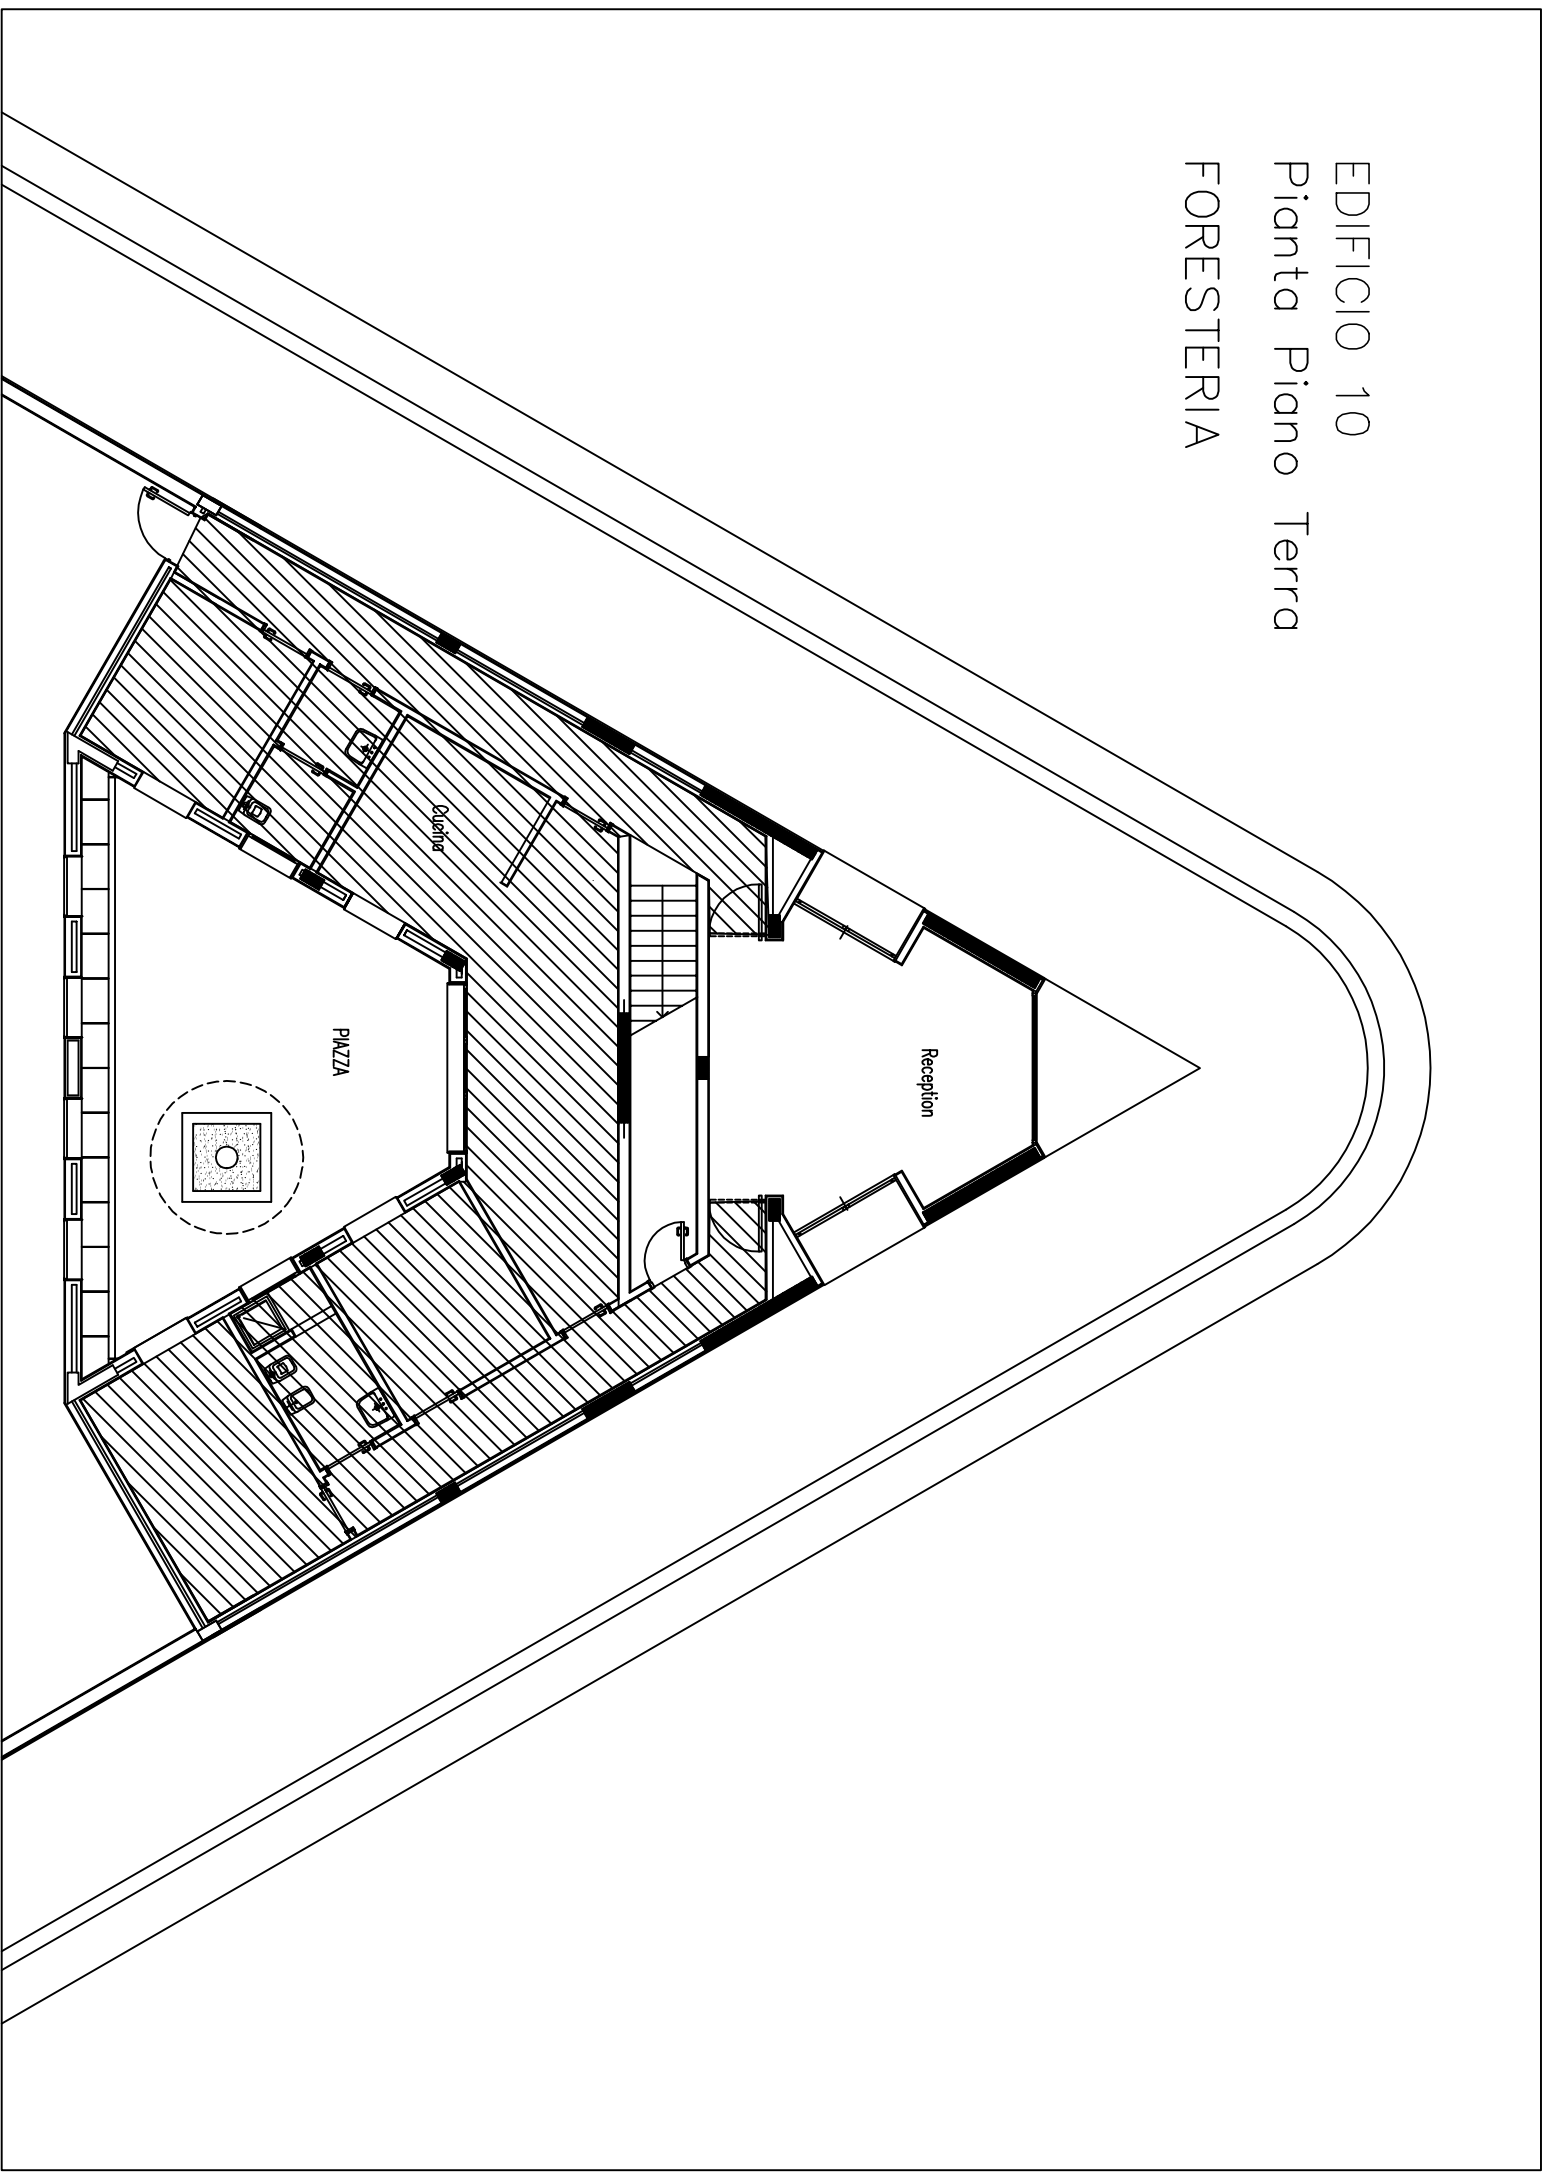 EDIFICIO 10
Pianta Piano Terra
FORESTERIA
Reception
Cucina
PIAZZA